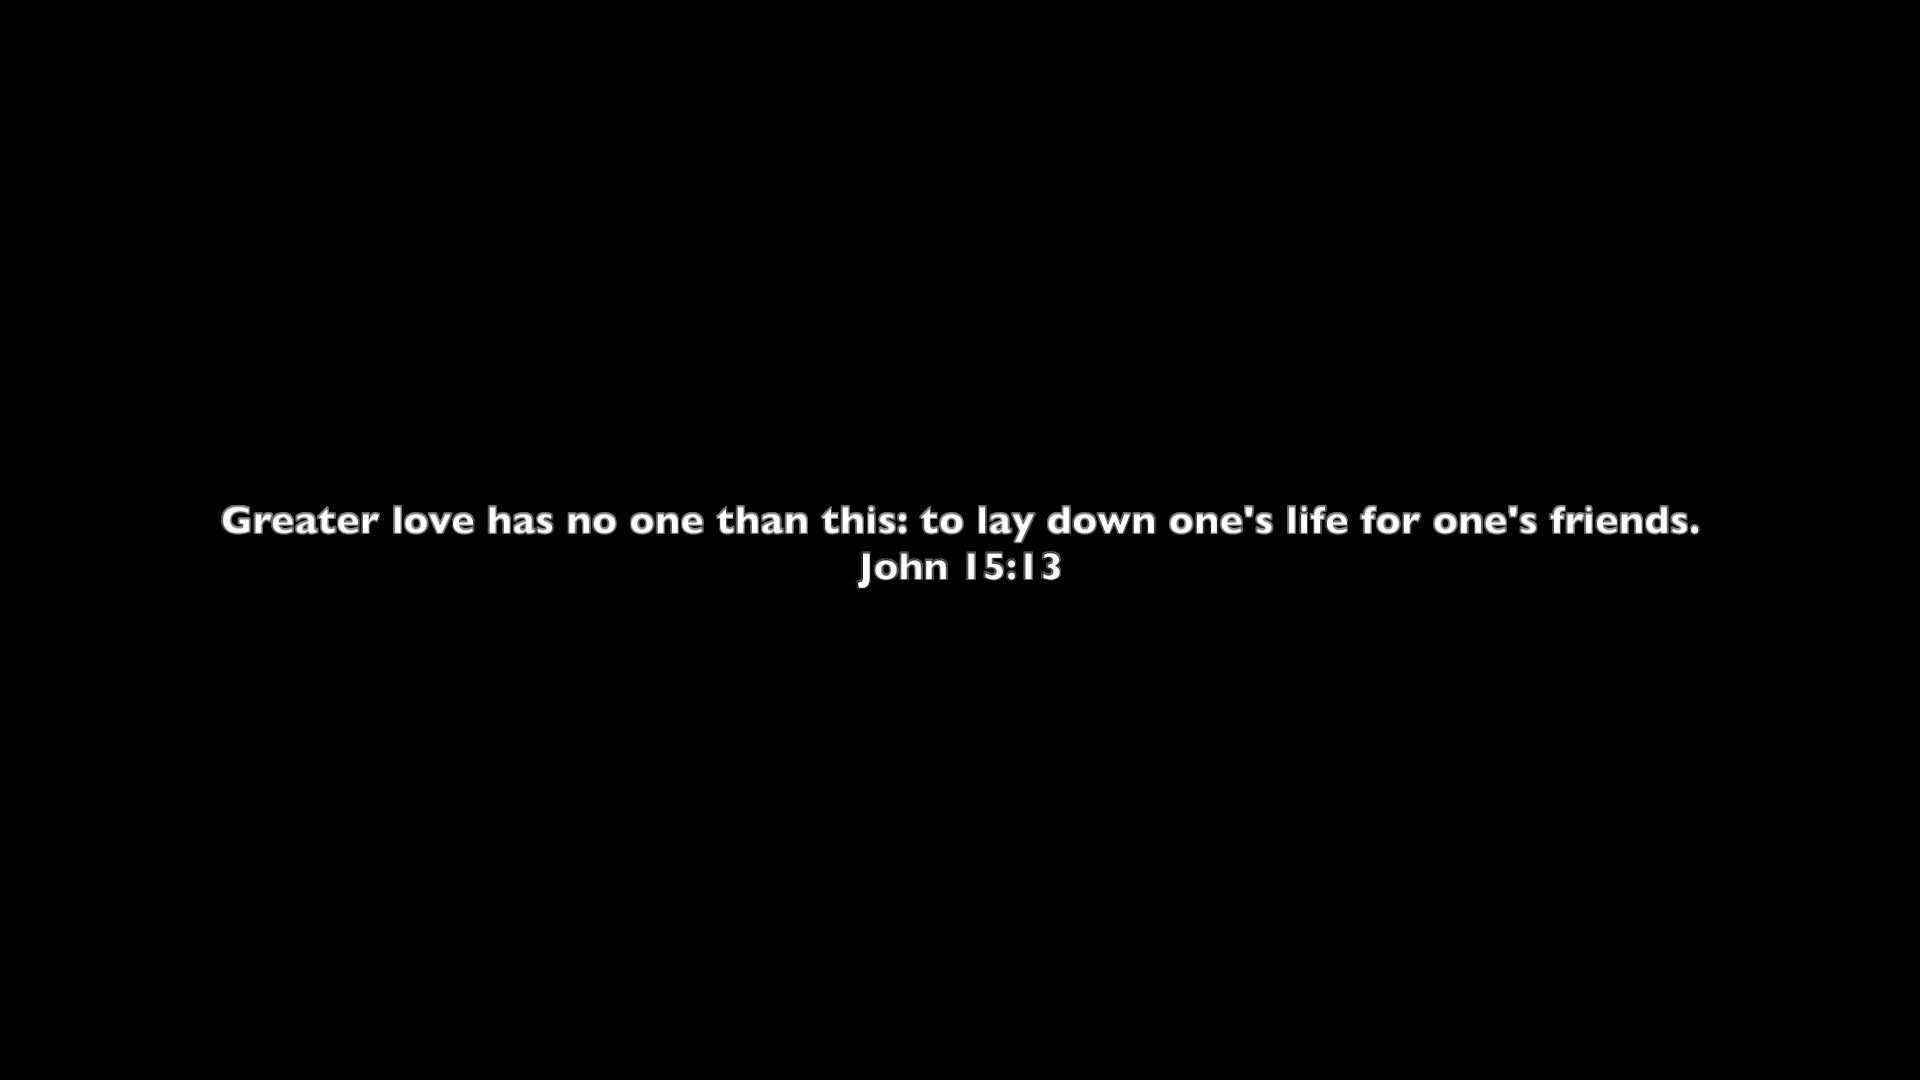 Greater love has no one than this: to lay down one's life for one's friends.
John 15:13